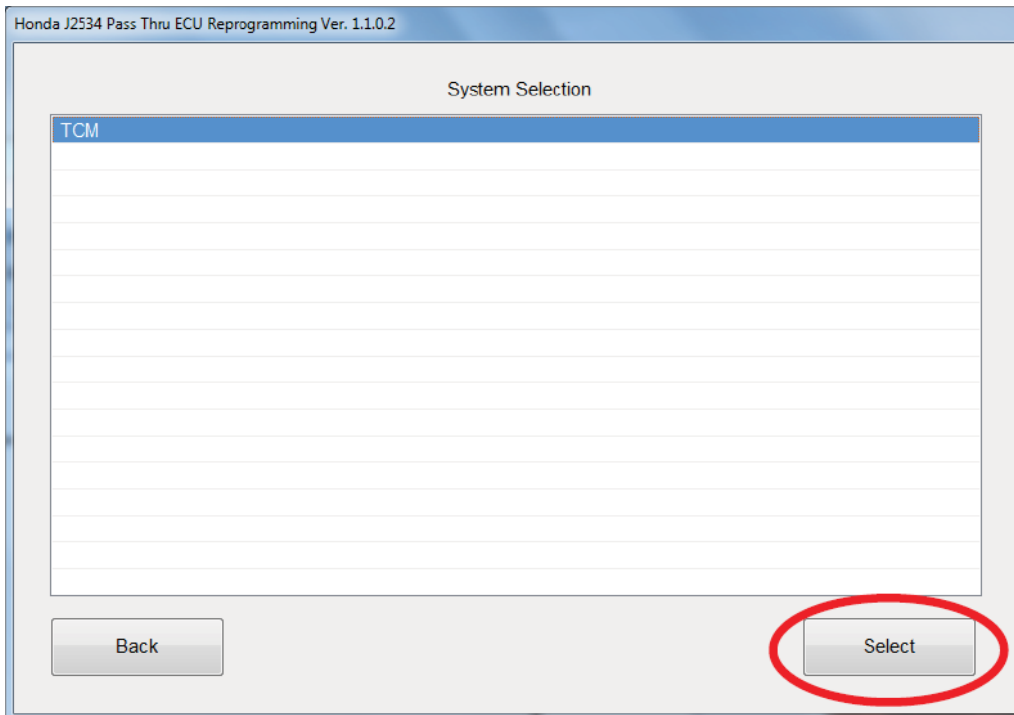 Honda J2534 Pass Thru ECU Reprogramming Ver. 1.1.0.2
System Selection
TCM
Back
Select